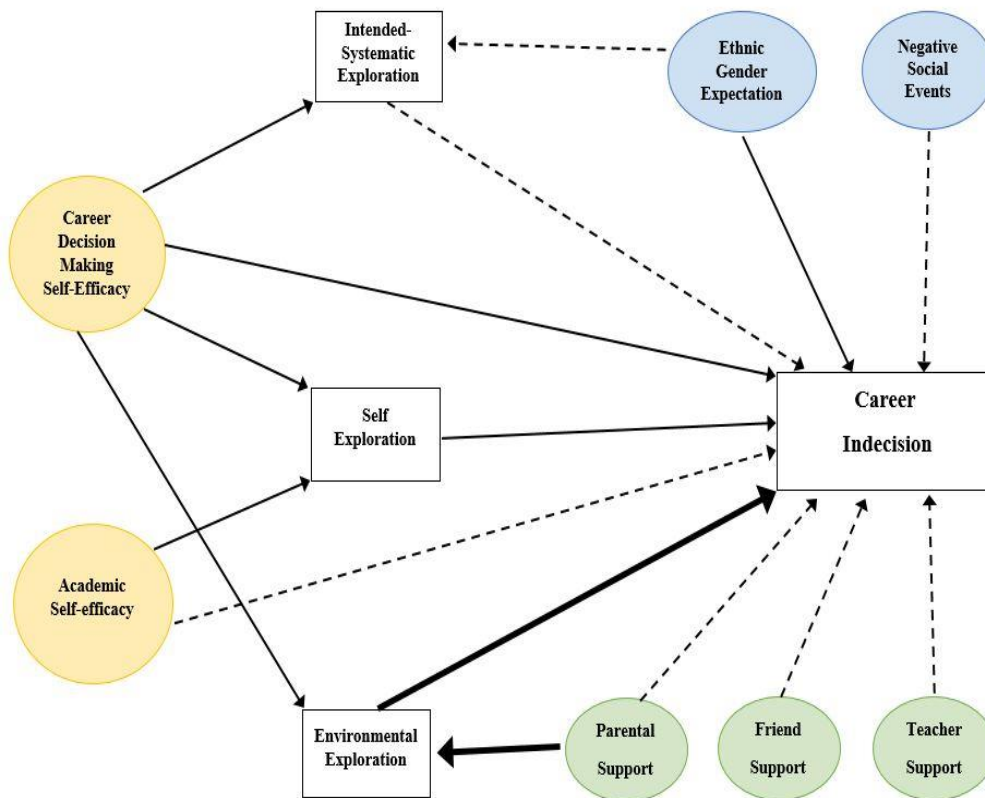 Intended-
Systematic
Exploration
Ethnic
Gender
Expectation
Negative
Social
Events
Career
Decision
Making
Self-Efficacy
Self
Exploration
Career
Indecision
Academic
Self-efficacy
Environmental
Exploration
Parental
Support
Friend
Support
Teacher
Support